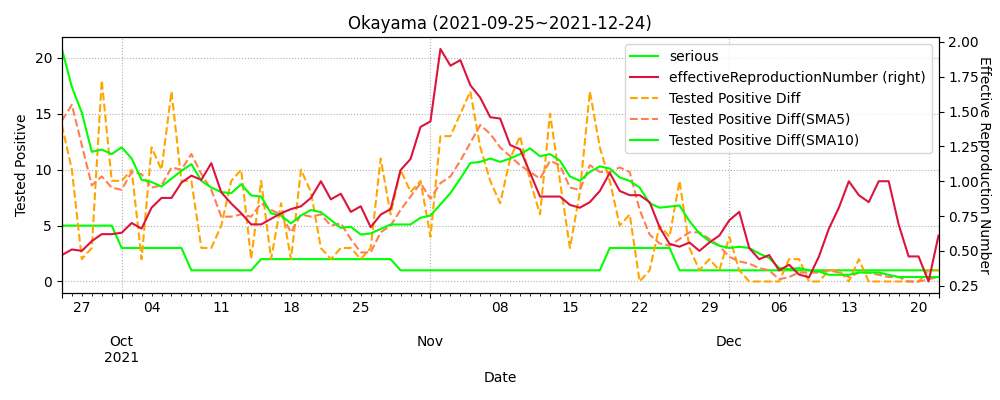 Okayama (2021-09-25~2021-12-24)
Tested Positive
20
15
10
5
0
serious
effectiveReproductionNumber (right)
Tested Positive Diff
Tested Positive Diff(SMA5)
Tested Positive Diff(SMA10)
2.00
1.75
1.50
1.25
1.00
0.75
0.50
0.25
Effective Reproduction Number
27 04 11 18 25 08 15 22 29 06 13 20
Oct Nov Dec
2021
Date